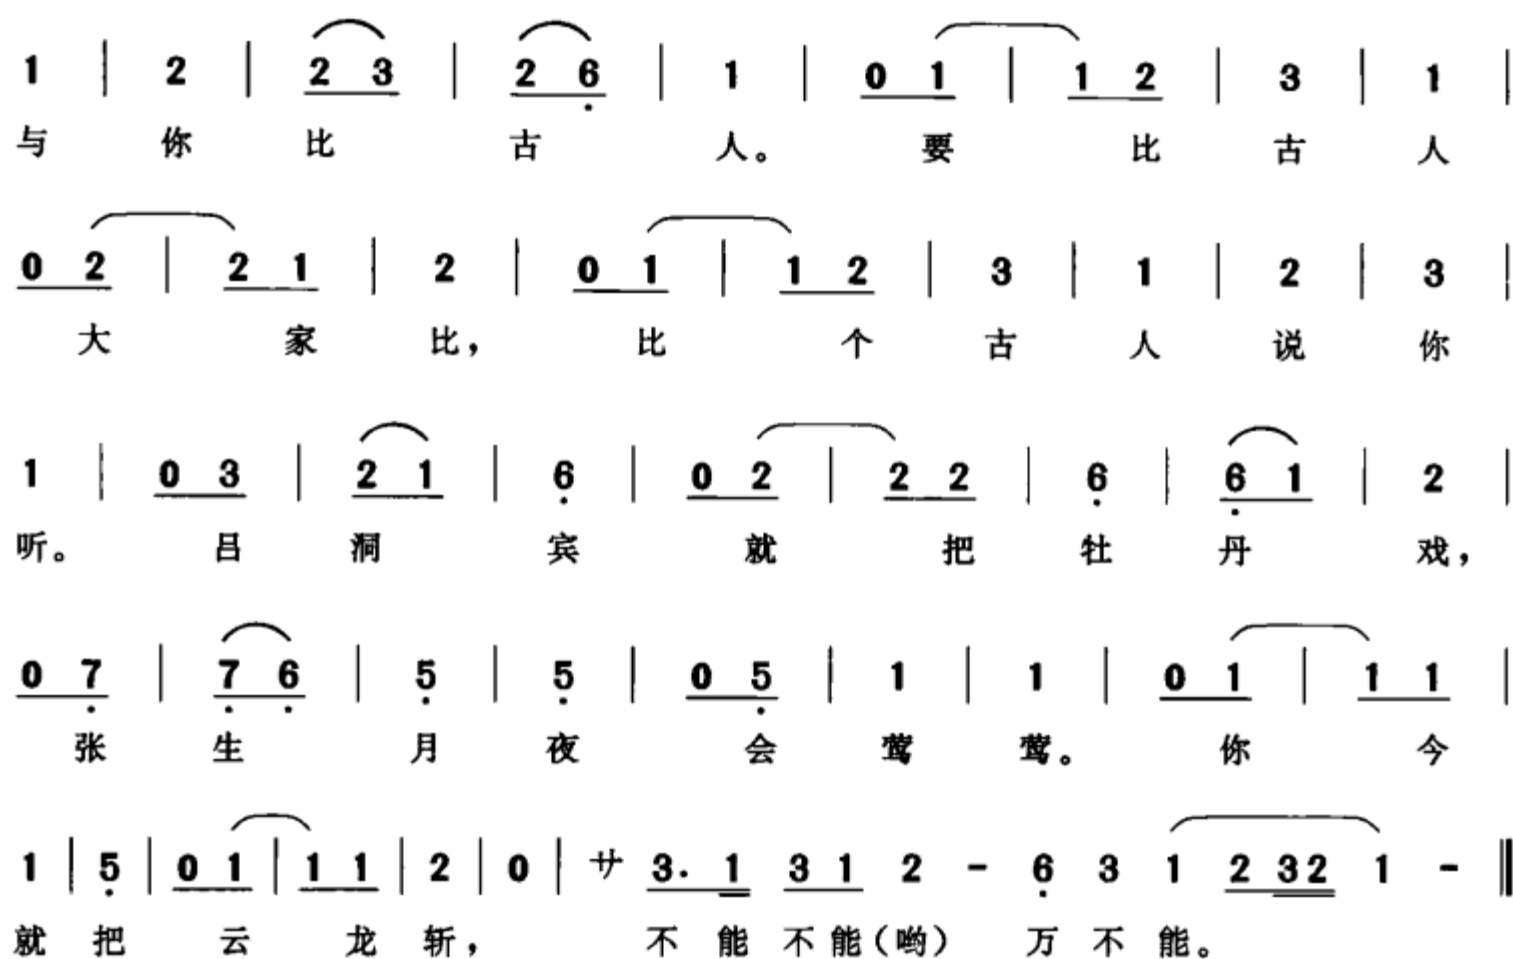 1 | 2 | 2 3 | 2 6 | 1 | 0 1 | 1 2 | 3 | 1 |
与 你 比 古 人。 要 比 古 人
0 2 | 2 1 | 2 | 0 1 | 1 2 | 3 | 1 | 2 | 3 |
大 家 比， 比 个 古 人 说 你
1 | 0 3 | 2 1 | 6 | 0 2 | 2 2 | 6 | 6 1 | 2 |
听。 吕 洞 宾 就 把 牡 丹 戏，
0 7 | 7 6 | 5 | 5 | 0 5 | 1 | 1 | 0 1 | 1 1 |
张 生 月 夜 会 莺 莺。 你 今
1 | 5 | 0 1 | 1 1 | 2 | 0 | サ 3. 1 3 1 2 - 6 3 1 2 32 1 - ‖
就 把 云 龙 斩， 不 能 不 能（哟） 万 不 能。